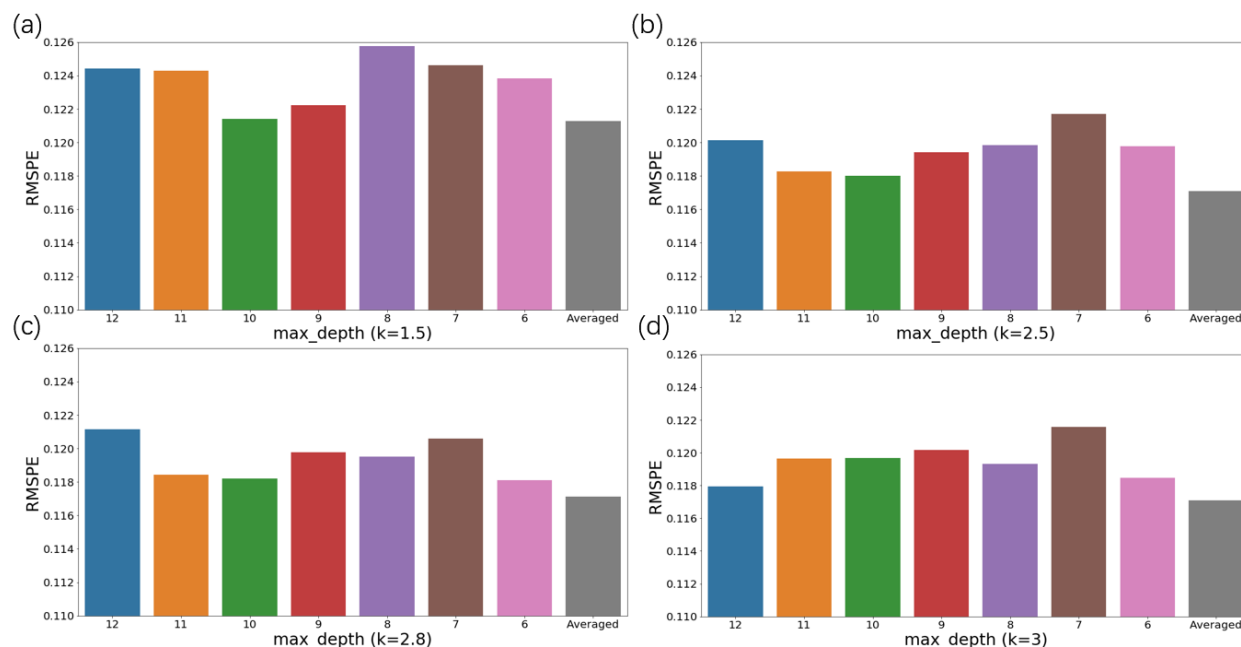 (a)
0.126
0.124
0.122
0.120
0.118
0.116
0.114
0.112
0.110
RMSPE
12 11 10 9 8 7 6 Averaged
max_depth (k=1.5)
(b)
0.126
0.124
0.122
0.120
0.118
0.116
0.114
0.112
0.110
RMSPE
12 11 10 9 8 7 6 Averaged
max_depth (k=2.5)
(c)
0.126
0.124
0.122
0.120
0.118
0.116
0.114
0.112
0.110
RMSPE
12 11 10 9 8 7 6 Averaged
max_depth (k=2.8)
(d)
0.126
0.124
0.122
0.120
0.118
0.116
0.114
0.112
0.110
RMSPE
12 11 10 9 8 7 6 Averaged
max_depth (k=3)